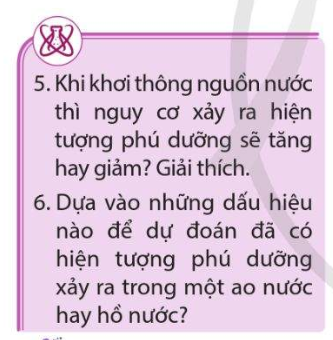 5. Khi khơi thông nguồn nước
thì nguy cơ xảy ra hiện
tượng phú dưỡng sẽ tăng
hay giảm? Giải thích.
6. Dựa vào những dấu hiệu
nào để dự đoán đã có
hiện tượng phú dưỡng
xảy ra trong một ao nước
hay hồ nước?